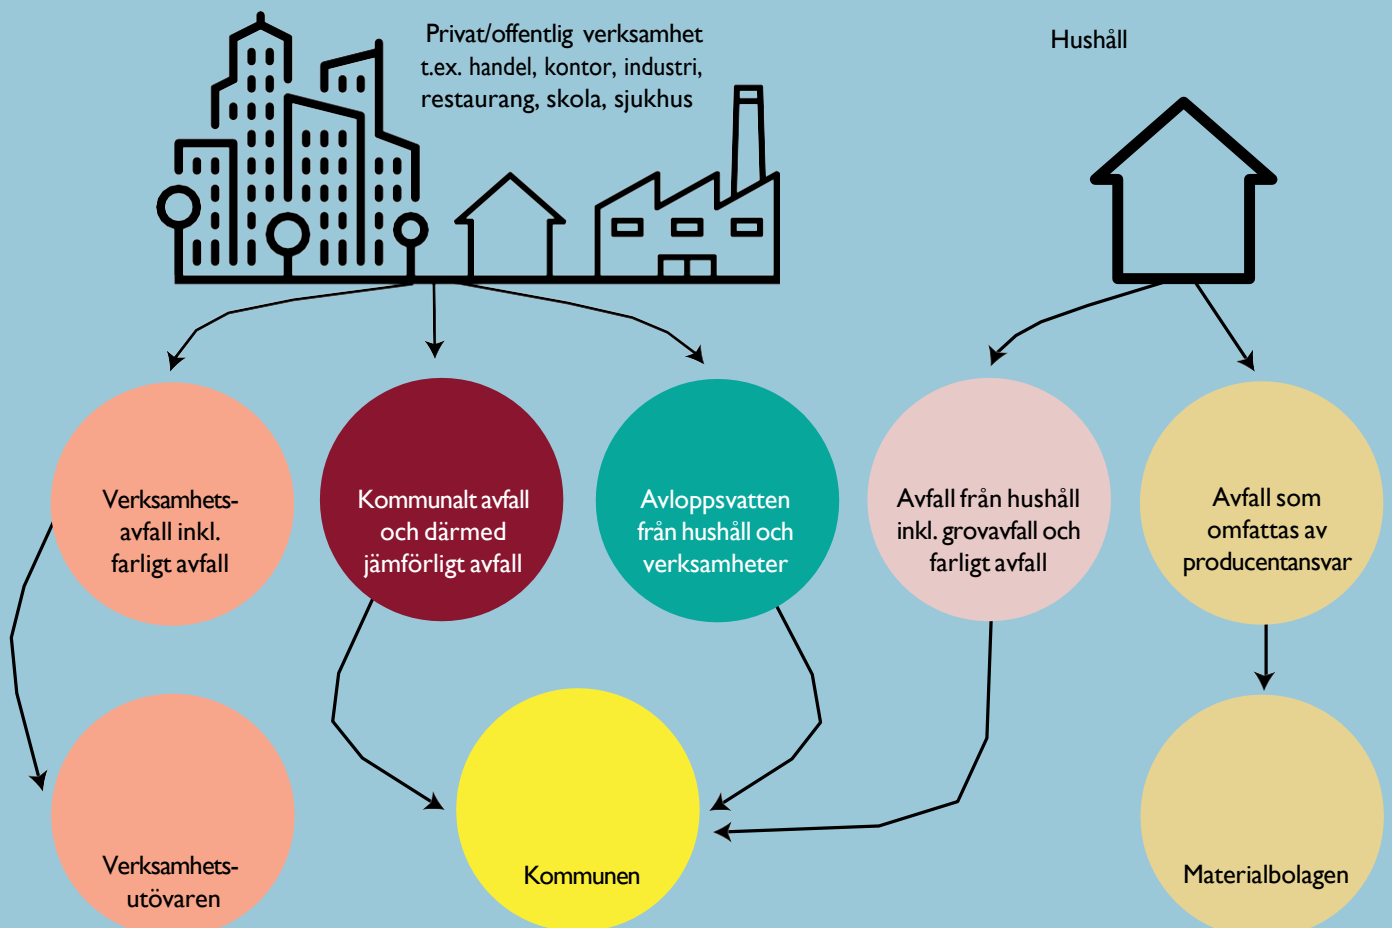 Privat/offentlig verksamhet
t.ex. handel, kontor, industri,
restaurang, skola, sjukhus
Hushåll
Verksamhets-
avfall inkl.
farligt avfall
Kommunalt avfall
och därmed
jämförligt avfall
Avloppsvatten
från hushåll och
verksamheter
Avfall från hushåll
inkl. grovavfall och
farligt avfall
Avfall som
omfattas av
producentansvar
Verksamhets-
utövaren
Kommunen
Materialbolagen